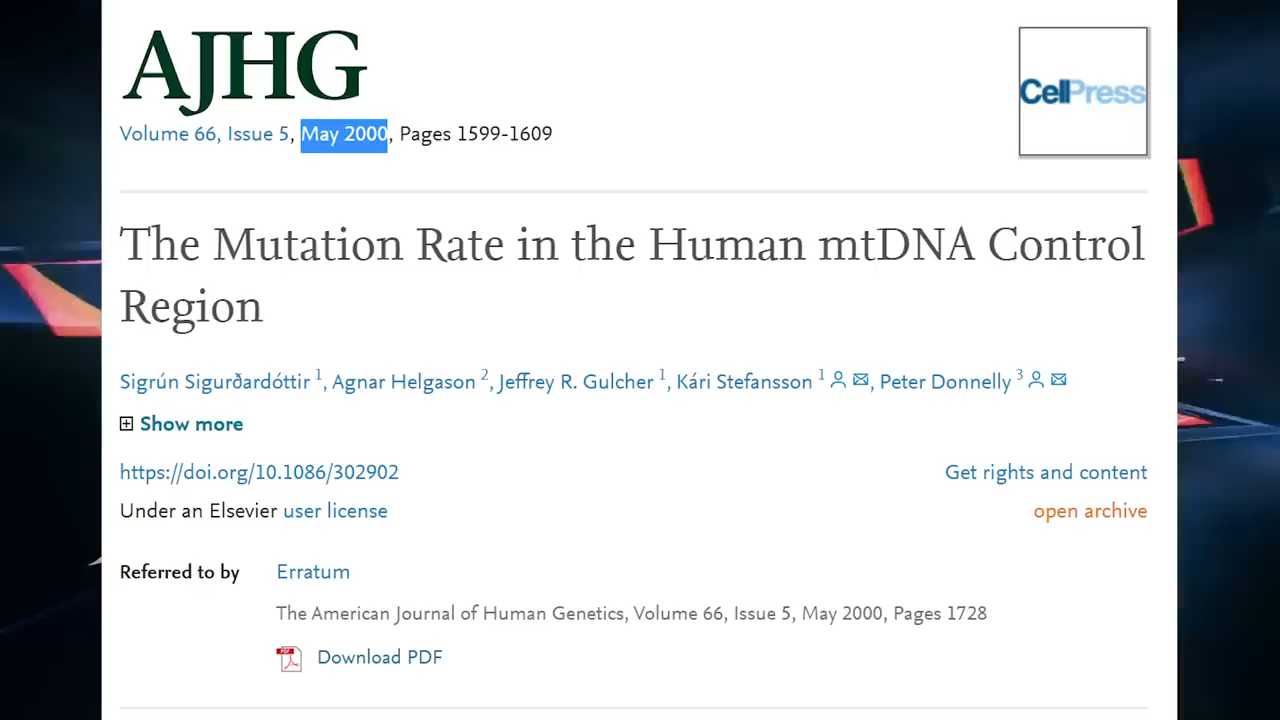 AJHG
CellPress
Volume 66, Issue 5, May 2000, Pages 1599-1609
The Mutation Rate in the Human mtDNA Control
Region
Sigrún Sigurðardóttir 1, Agnar Helgason 2, Jeffrey R. Gulcher 1, Kári Stefansson 1, Peter Donnelly 3
Show more
https://doi.org/10.1086/302902
Get rights and content
Under an Elsevier user license
open archive
Referred to by Erratum
The American Journal of Human Genetics, Volume 66, Issue 5, May 2000, Pages 1728
PDF Download PDF